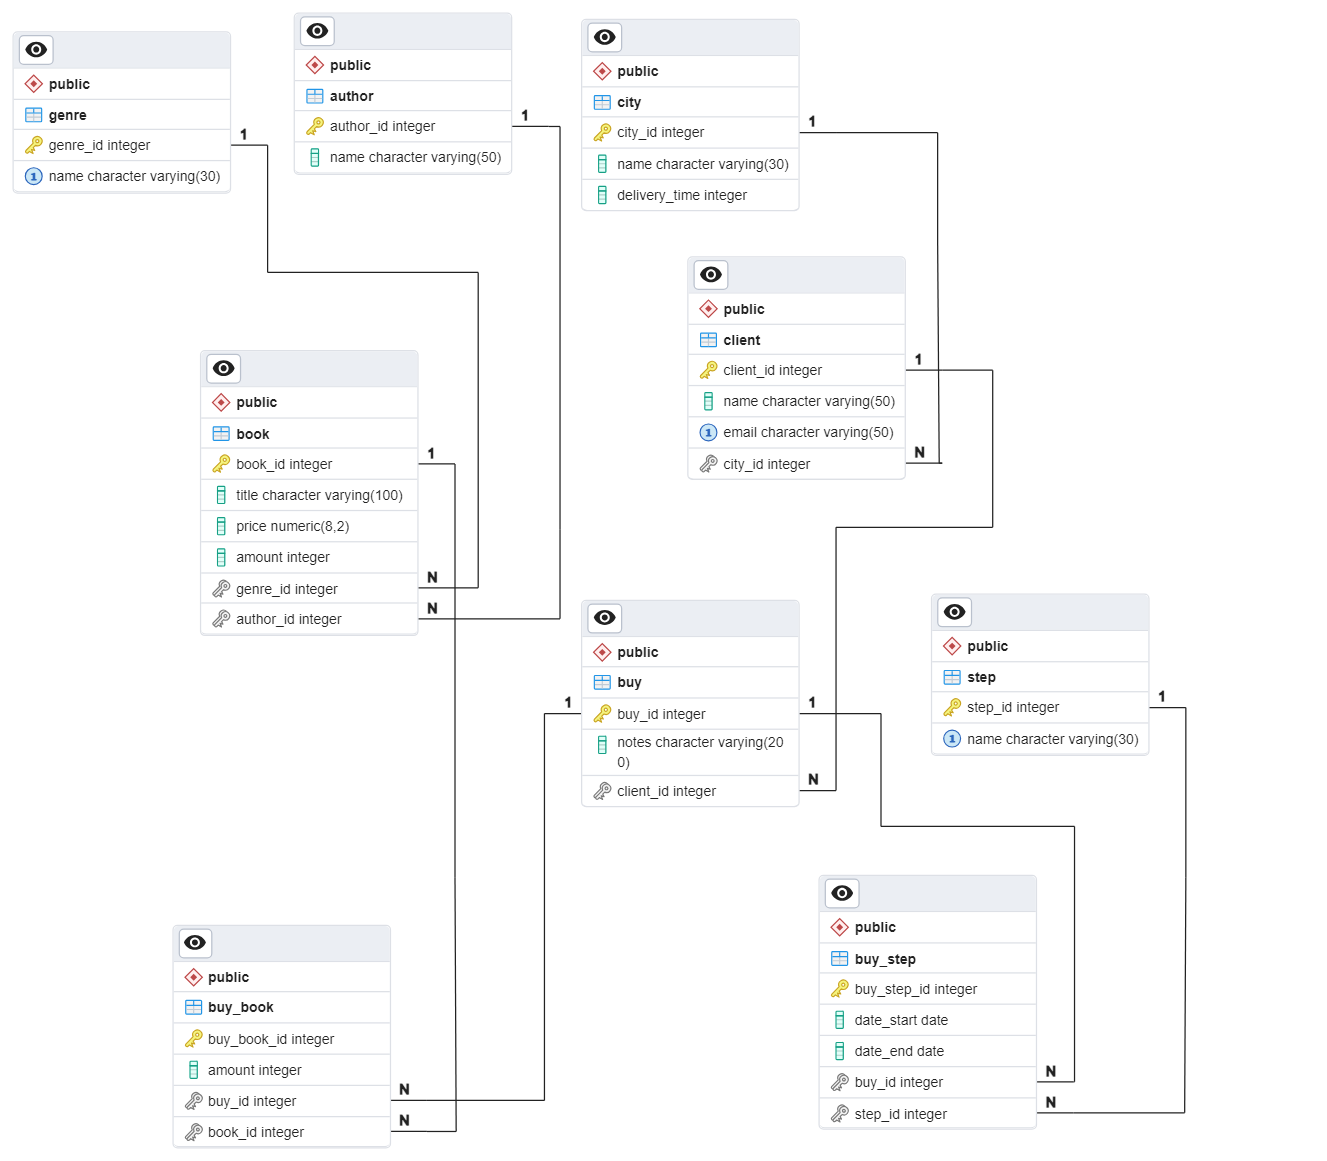 public
genre
genre_id integer
1
name character varying(30)
public
author
author_id integer
1
name character varying(50)
public
city
city_id integer
1
name character varying(30)
delivery_time integer
public
client
client_id integer
1
name character varying(50)
1 email character varying(50)
city_id integer
N
public
book
book_id integer
1
title character varying(100)
price numeric(8,2)
amount integer
genre_id integer
N
author_id integer
N
public
buy
1
buy_id integer
1
notes character varying(20
0)
client_id integer
N
public
step
step_id integer
1
1 name character varying(30)
public
buy_step
buy_step_id integer
date_start date
date_end date
buy_id integer
N
step_id integer
N
public
buy_book
buy_book_id integer
amount integer
buy_id integer
N
book_id integer
N